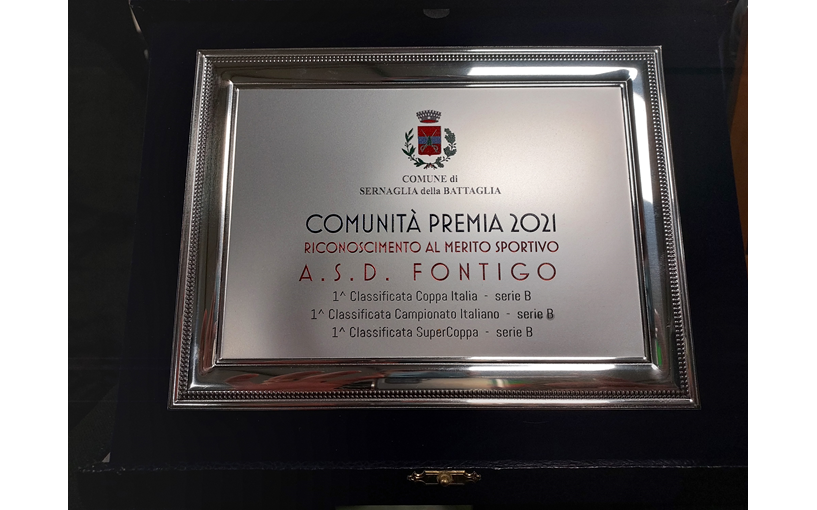 COMUNE di
SERNAGLIA della BATTAGLIA
COMUNITÀ PREMIA 2021
RICONOSCIMENTO AL MERITO SPORTIVO
A.S.D. FONTIGO
1^ Classificata Coppa Italia - serie B
1^ Classificata Campionato Italiano - serie B
1^ Classificata SuperCoppa - serie B